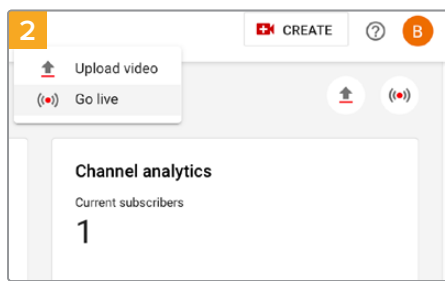 2
CREATE
B
Upload video
Go live
Channel analytics
Current subscribers
1